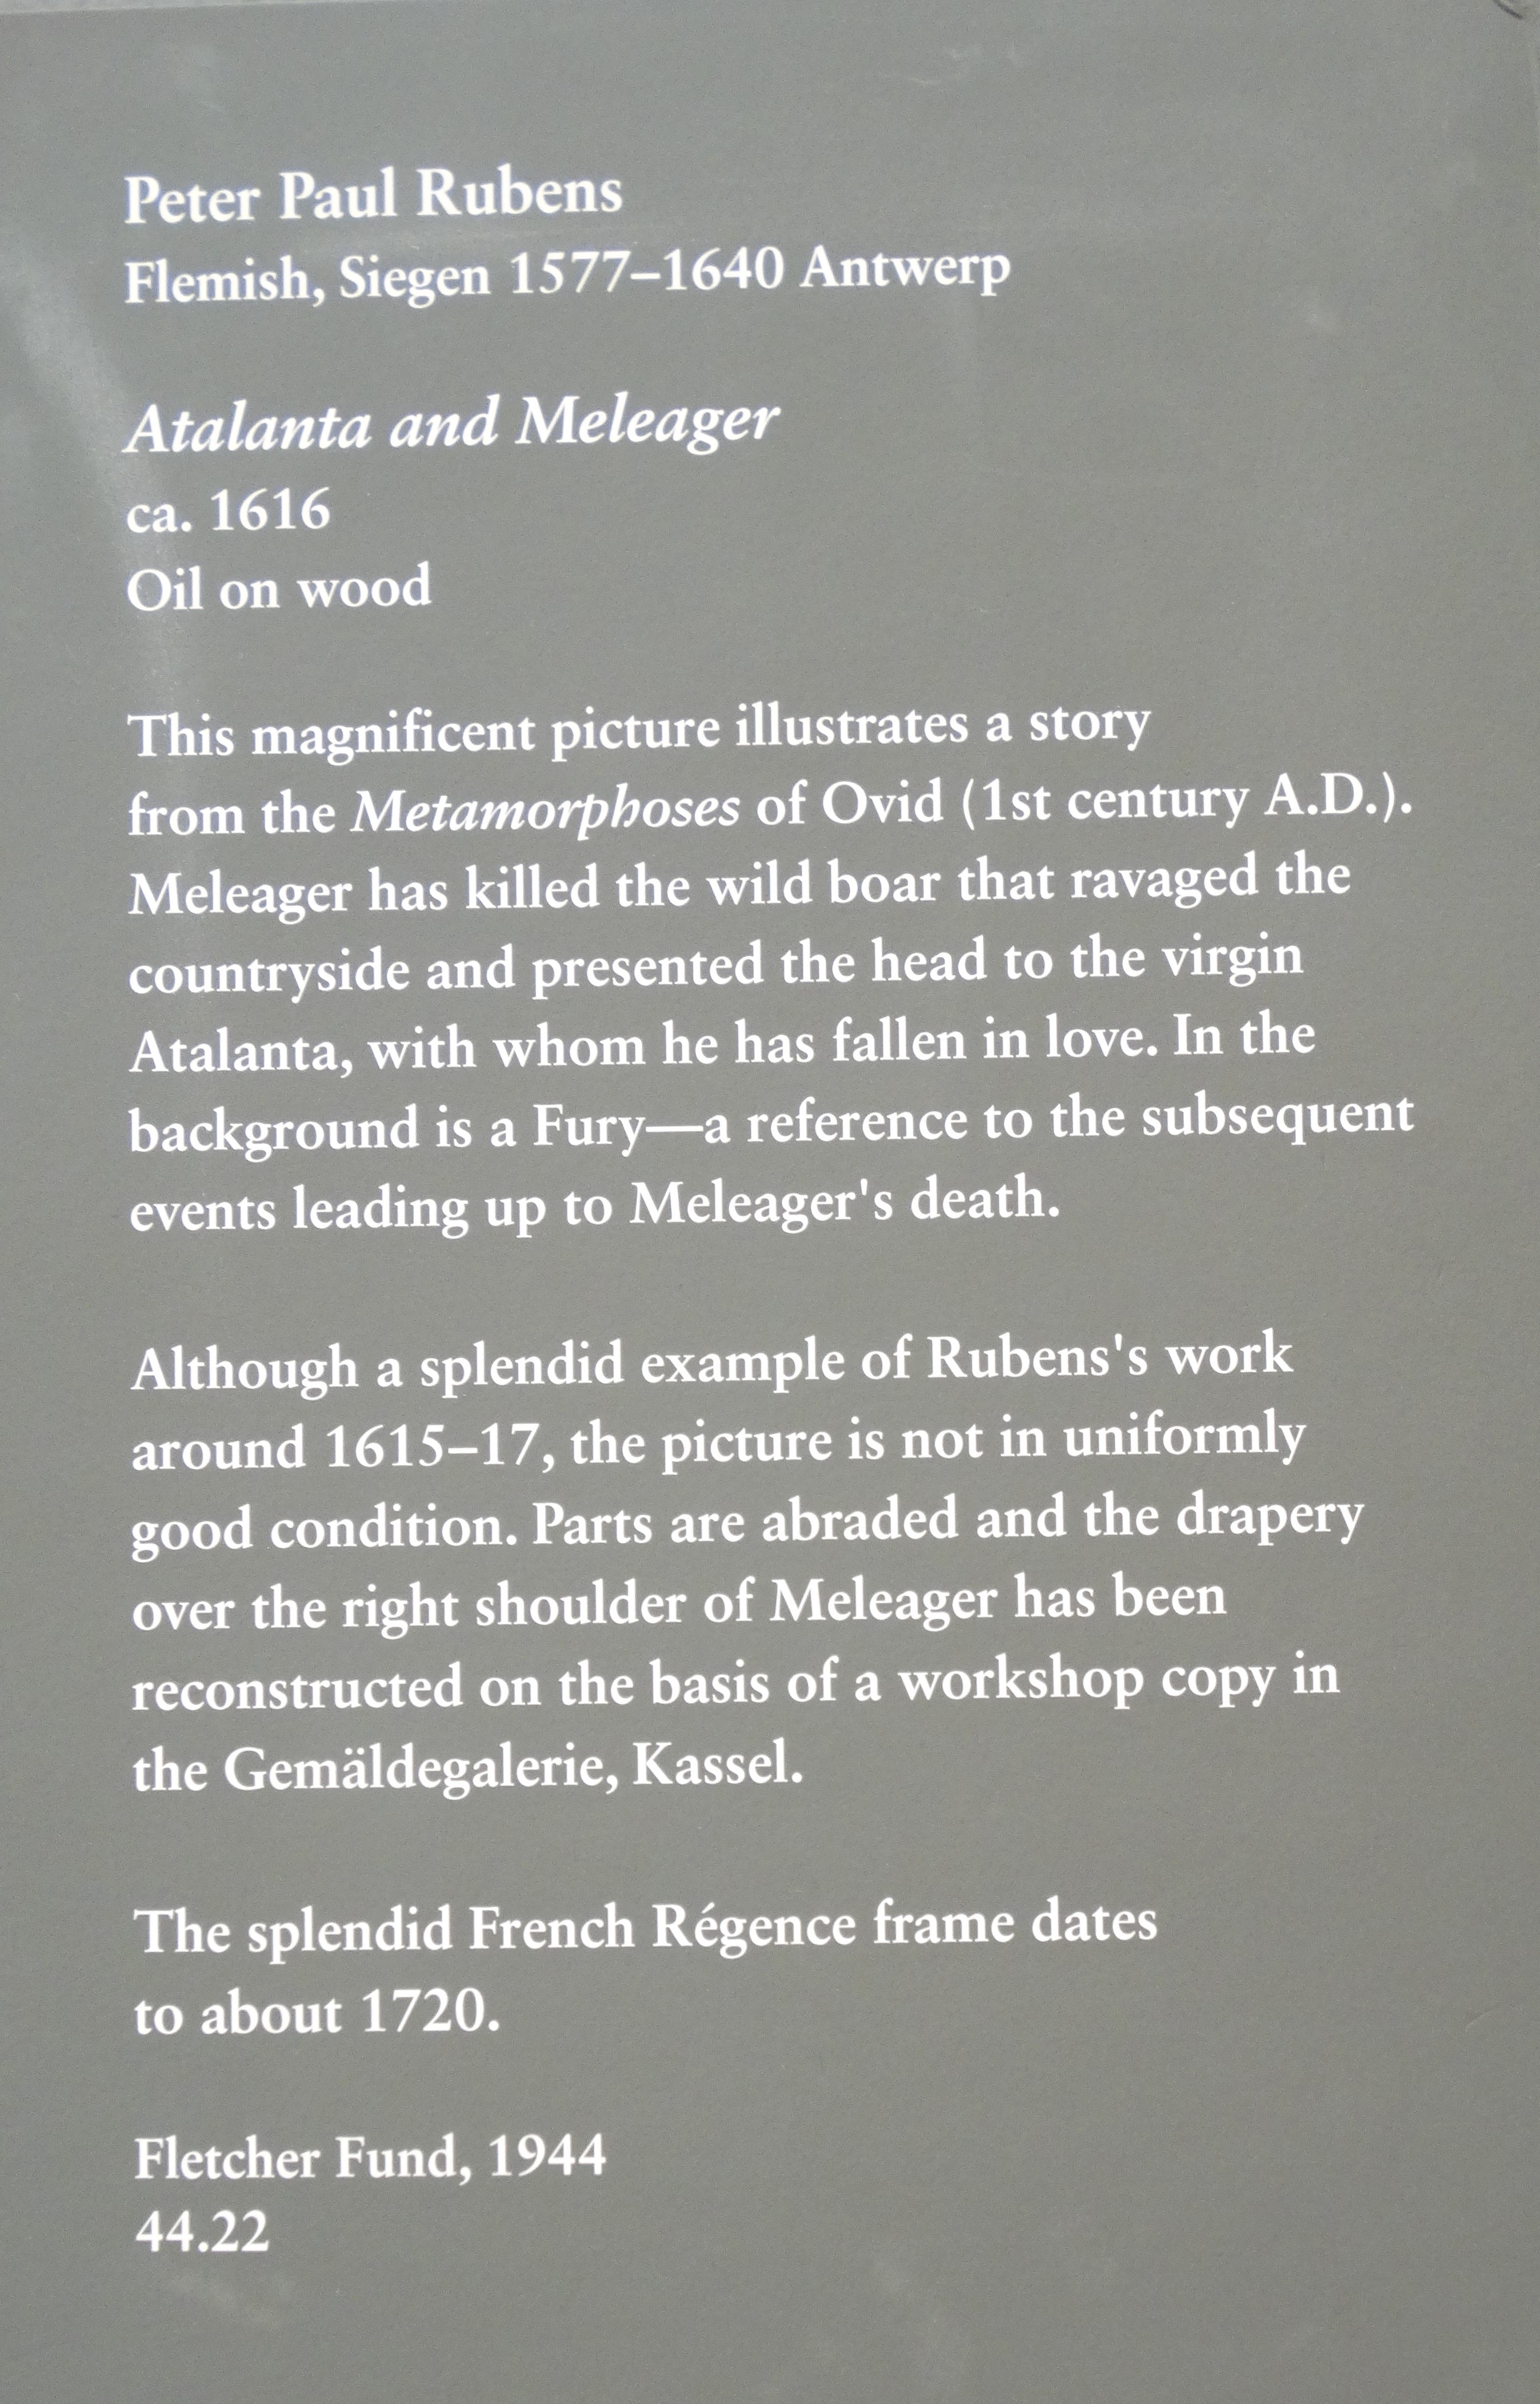 Peter Paul Rubens
Flemish, Siegen 1577–1640 Antwerp
Atalanta and Meleager
ca. 1616
Oil on wood
This magnificent picture illustrates a story
from the Metamorphoses of Ovid (1st century A.D.).
Meleager has killed the wild boar that ravaged the
countryside and presented the head to the virgin
Atalanta, with whom he has fallen in love. In the
background is a Fury—a reference to the subsequent
events leading up to Meleager's death.
Although a splendid example of Rubens's work
around 1615–17, the picture is not in uniformly
good condition. Parts are abraded and the drapery
over the right shoulder of Meleager has been
reconstructed on the basis of a workshop copy in
the Gemäldegalerie, Kassel.
The splendid French Régence frame dates
to about 1720.
Fletcher Fund, 1944
44.22